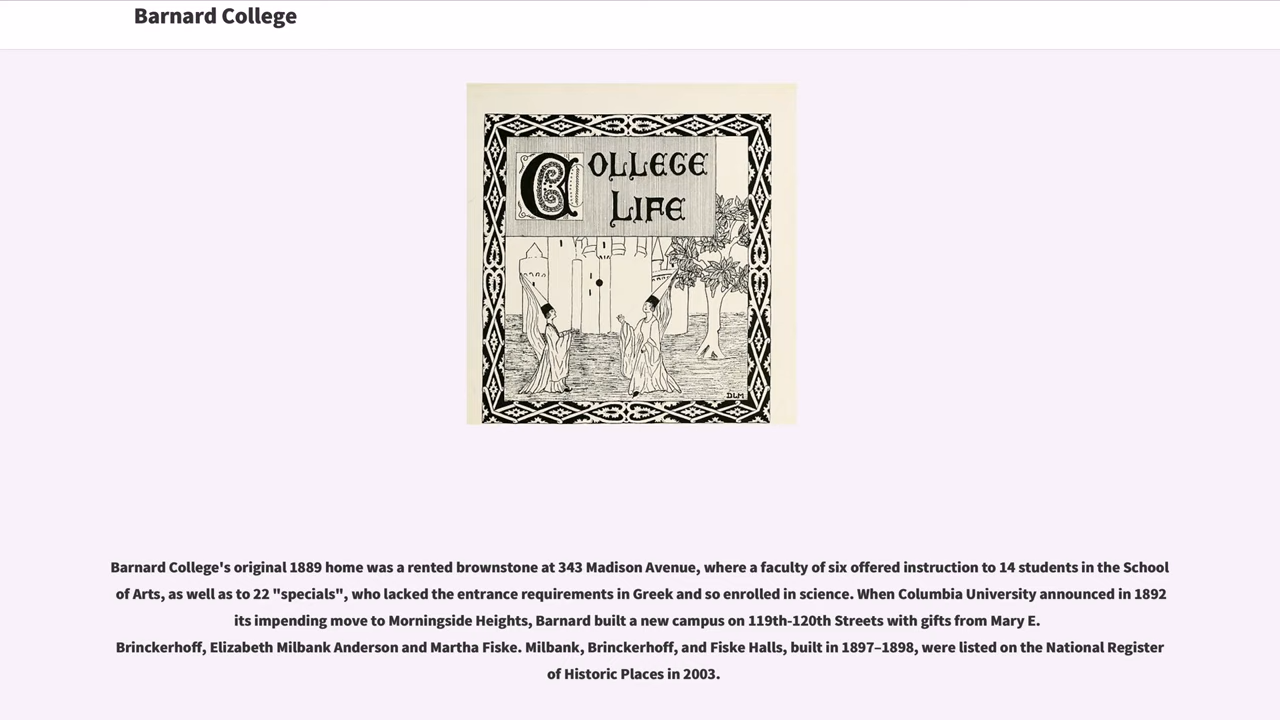 Barnard College
COLLEGE
LIFE
DLM
Barnard College's original 1889 home was a rented brownstone at 343 Madison Avenue, where a faculty of six offered instruction to 14 students in the School
of Arts, as well as to 22 "specials", who lacked the entrance requirements in Greek and so enrolled in science. When Columbia University announced in 1892
its impending move to Morningside Heights, Barnard built a new campus on 119th-120th Streets with gifts from Mary E.
Brinckerhoff, Elizabeth Milbank Anderson and Martha Fiske. Milbank, Brinckerhoff, and Fiske Halls, built in 1897–1898, were listed on the National Register
of Historic Places in 2003.